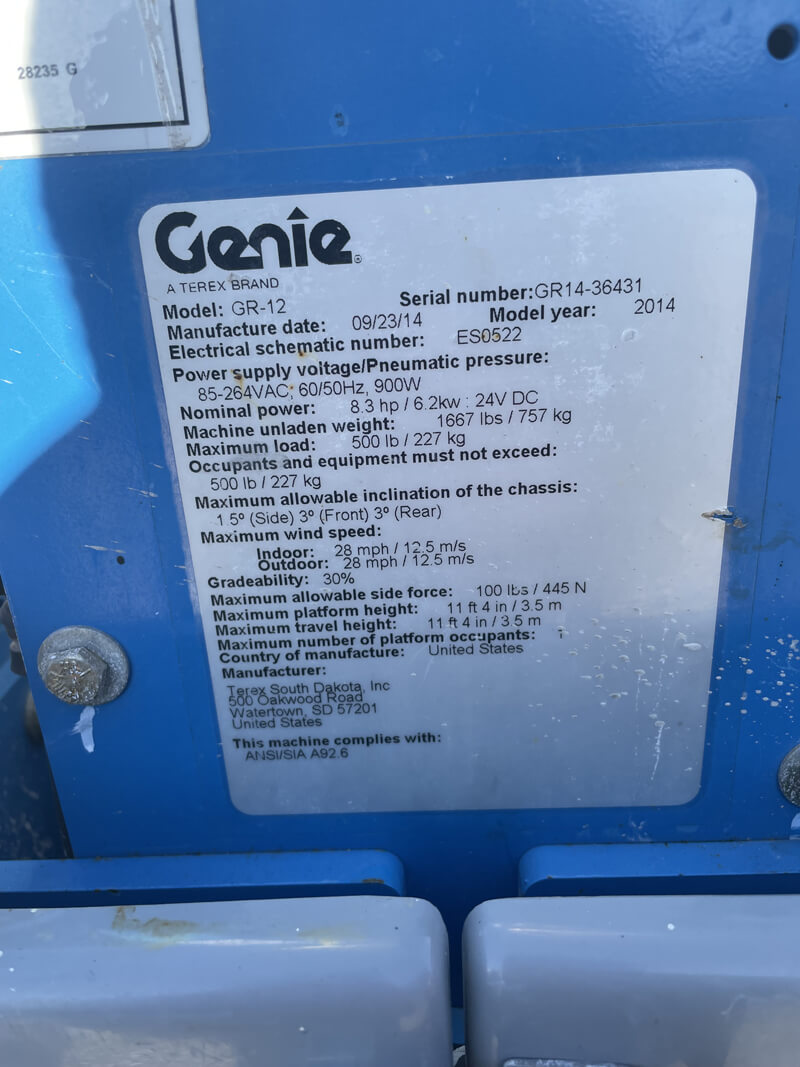 28235 G
Genie
A TEREX BRAND
Model: GR-12 Serial number:GR14-36431
Manufacture date: 09/23/14 Model year: 2014
Electrical schematic number: ES0522
Power supply voltage/Pneumatic pressure:
85-264VAC; 60/50Hz, 900W
Nominal power: 8.3 hp / 6.2kw : 24V DC
Machine unladen weight: 1667 lbs / 757 kg
Maximum load: 500 lb / 227 kg
Occupants and equipment must not exceed:
500 lb / 227 kg
Maximum allowable inclination of the chassis:
1.5º (Side) 3º (Front) 3º (Rear)
Maximum wind speed:
Indoor: 28 mph / 12.5 m/s
Outdoor: 28 mph / 12.5 m/s
Gradeability: 30%
Maximum allowable side force: 100 lbs / 445 N
Maximum platform height: 11 ft 4 in / 3.5 m
Maximum travel height: 11 ft 4 in / 3.5 m
Maximum number of platform occupants: 1
Country of manufacture: United States
Manufacturer:
Terex South Dakota, Inc
500 Oakwood Road
Watertown, SD 57201
United States
This machine complies with:
ANSI/SIA A92.6